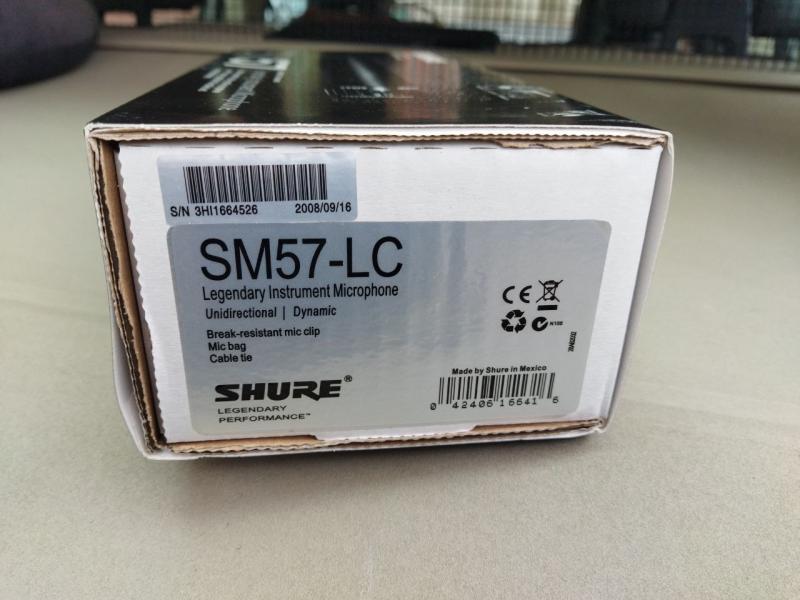 S/N 3HI1664526 2008/09/16
SM57-LC
Legendary Instrument Microphone
Unidirectional | Dynamic
Break-resistant mic clip
Mic bag
Cable tie
CE
N108
Made by Shure in Mexico
SHURE®
LEGENDARY
PERFORMANCE™
0 42406 16641 6